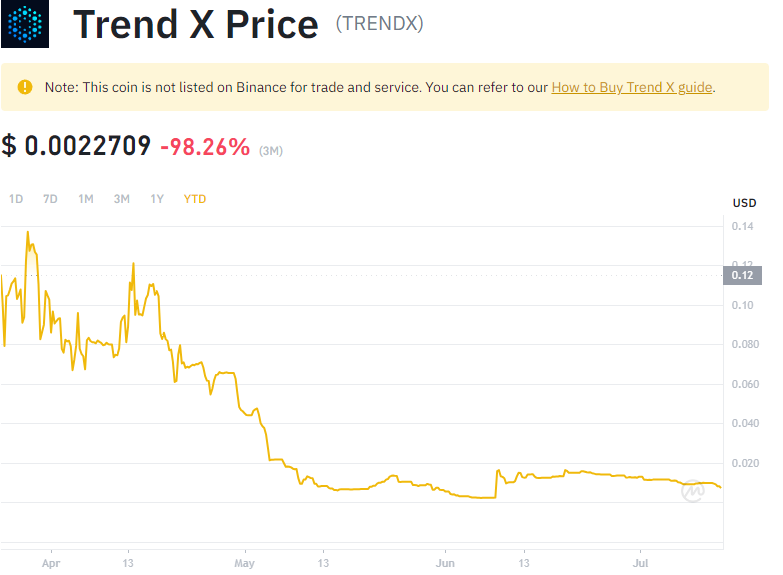 Trend X Price (TRENDX)
Note: This coin is not listed on Binance for trade and service. You can refer to our How to Buy Trend X guide.
$ 0.0022709 -98.26% (3M)
1D 7D 1M 3M 1Y YTD
USD
0.14
0.12
0.12
0.10
0.080
0.060
0.040
0.020
Apr 13 May 13 Jun 13 Jul